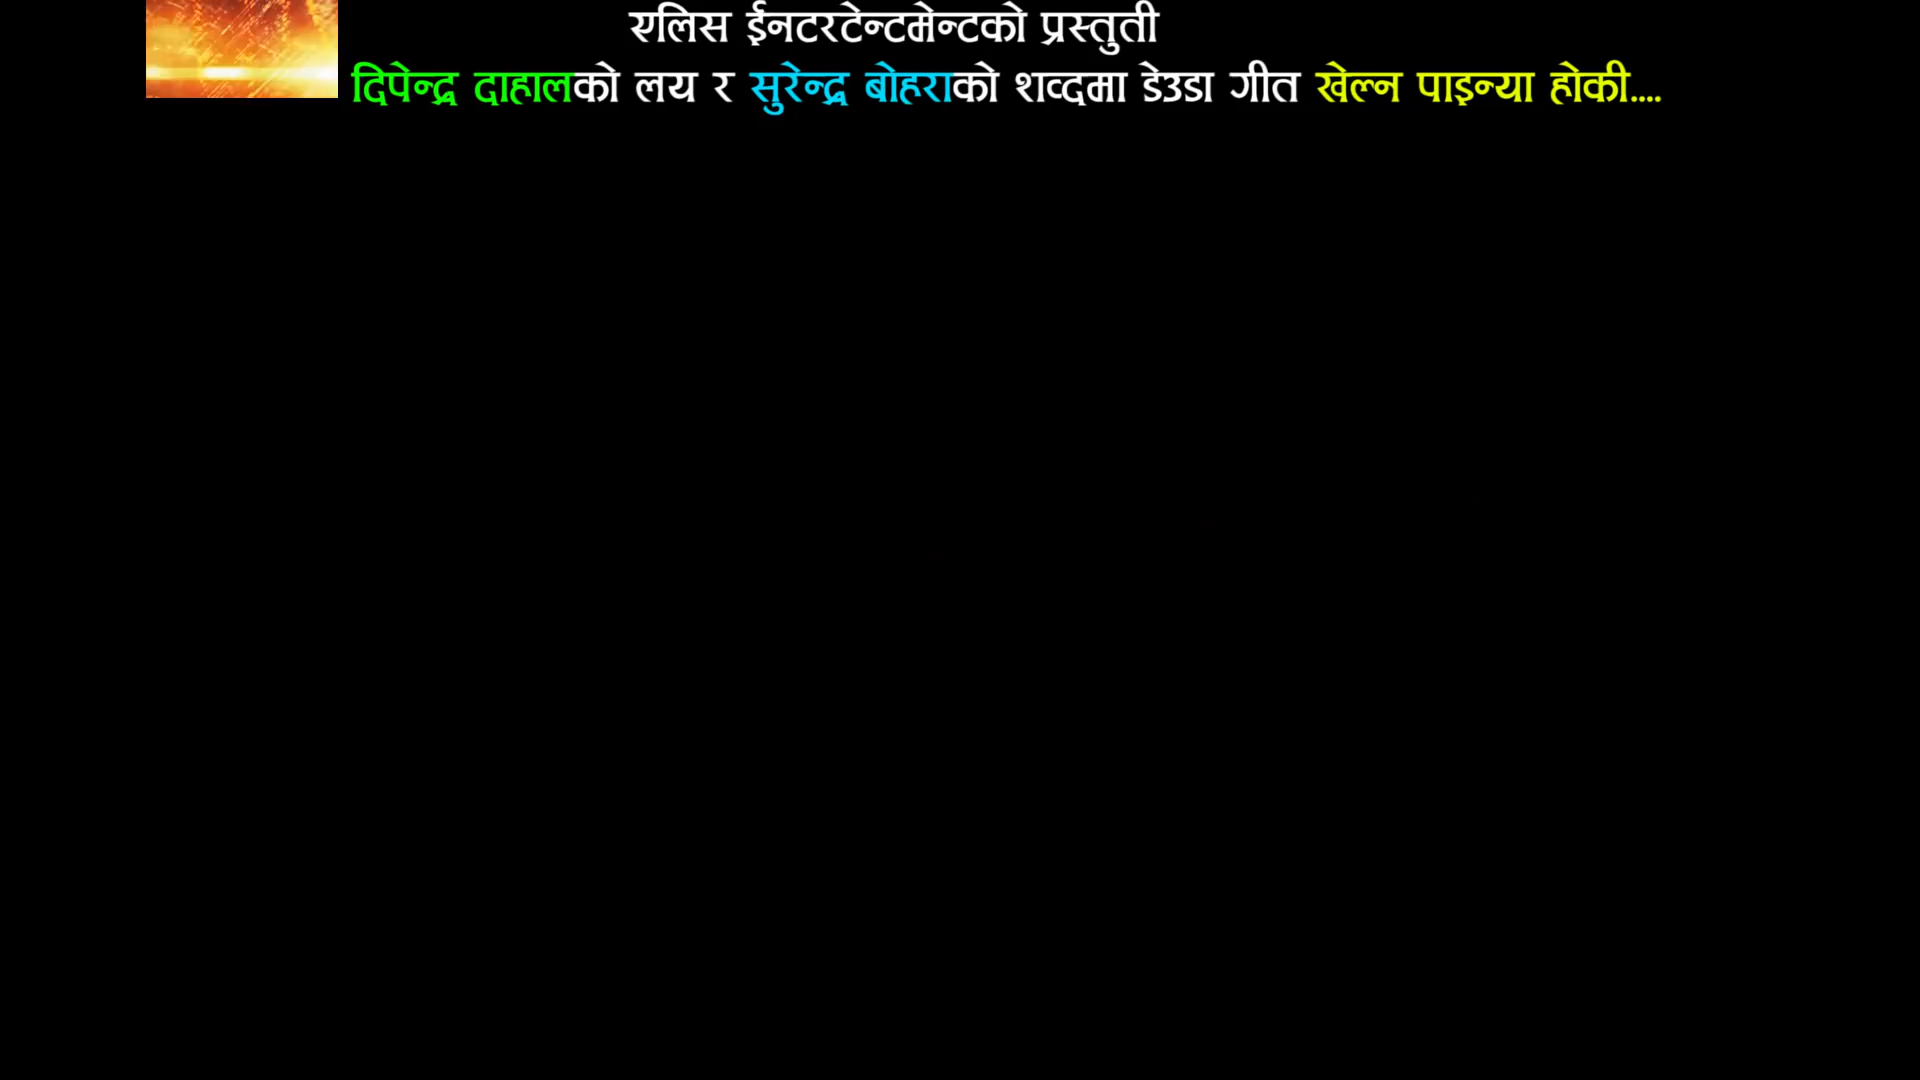 एलिस ईनटरटेन्टमेन्टको प्रस्तुती
दिपेन्द्र दाहालको लय र सुरेन्द्र बोहराको शव्दमा डेउडा गीत खेल्न पाइन्या होकी....